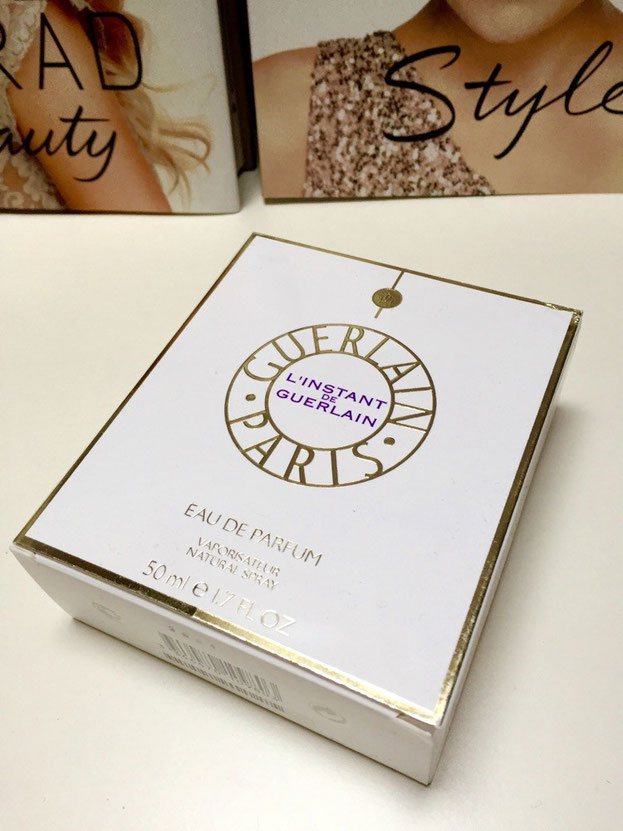 RAD
auty
Style
GUERLAIN
L'INSTANT
DE
GUERLAIN
PARIS
EAU DE PARFUM
VAPORISATEUR
NATURAL SPRAY
50 ml e 1.7 FL OZ